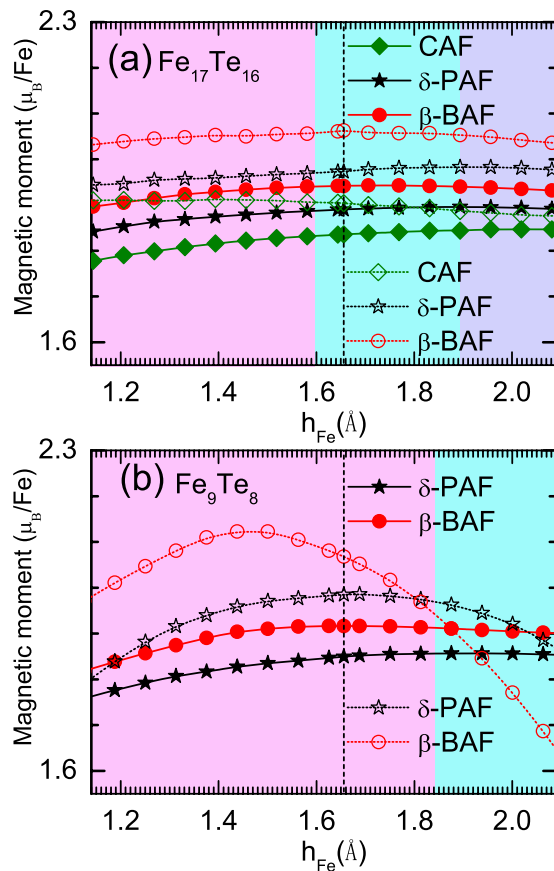 2.3
(a) Fe17Te16
CAF
δ-PAF
β-BAF
Magnetic moment (μB/Fe)
CAF
δ-PAF
β-BAF
1.6
1.2 1.4 1.6 1.8 2.0
hFe(Å)
2.3
(b) Fe9Te8
δ-PAF
β-BAF
Magnetic moment (μB/Fe)
δ-PAF
β-BAF
1.6
1.2 1.4 1.6 1.8 2.0
hFe(Å)